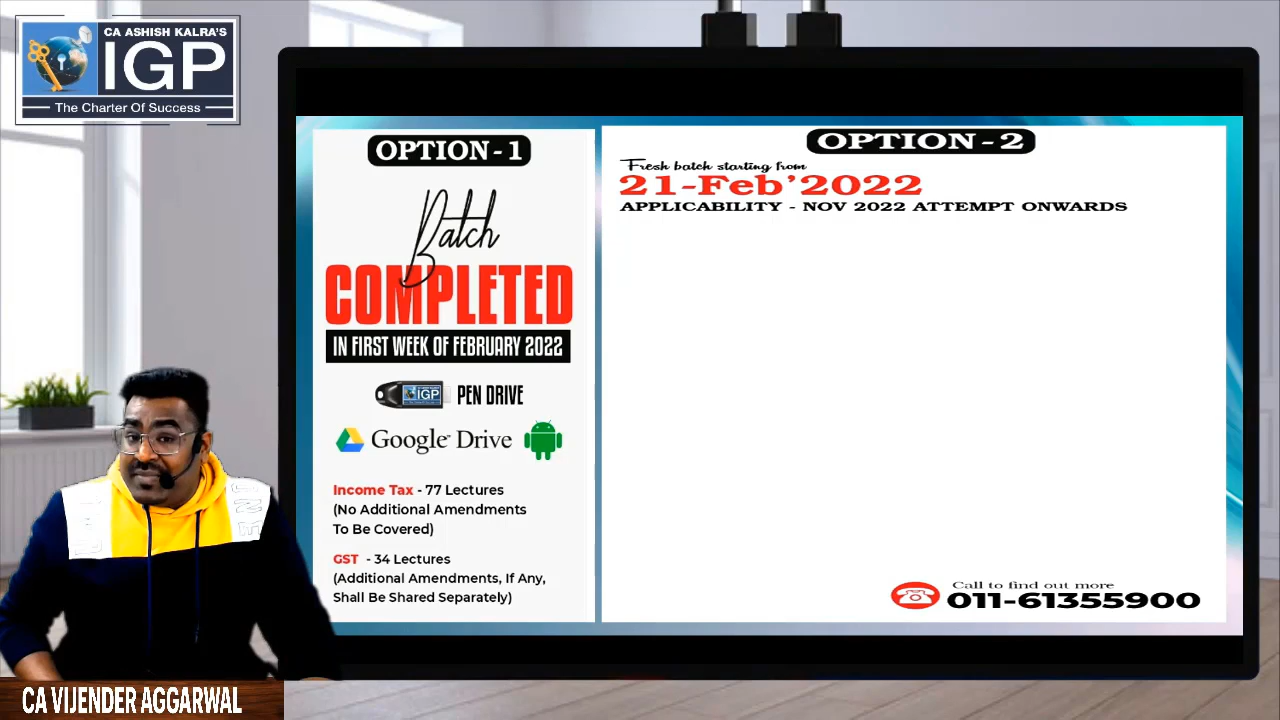 CA ASHISH KALRA'S
IGP
The Charter Of Success
OPTION - 1
Batch
COMPLETED
IN FIRST WEEK OF FEBRUARY 2022
IGP PEN DRIVE
Google Drive
Income Tax - 77 Lectures
(No Additional Amendments
To Be Covered)
GST - 34 Lectures
(Additional Amendments, If Any,
Shall Be Shared Separately)
OPTION - 2
Fresh batch starting from
21-Feb'2022
APPLICABILITY - NOV 2022 ATTEMPT ONWARDS
Call to find out more
011-61355900
CA VIJENDER AGGARWAL